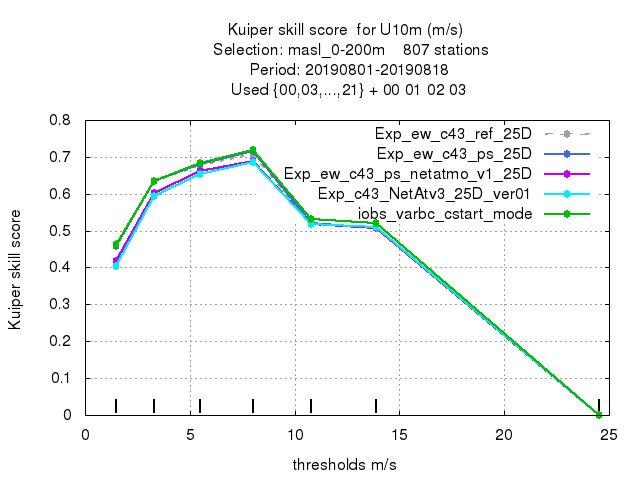 Kuiper skill score  for U10m (m/s)
Selection: masl_0-200m    807 stations
Period: 20190801-20190818
Used {00,03,...,21} + 00 01 02 03
Exp_ew_c43_ref_25D
Exp_ew_c43_ps_25D
Exp_ew_c43_ps_netatmo_v1_25D
Exp_c43_NetAtv3_25D_ver01
iobs_varbc_cstart_mode
Kuiper skill score
0.8
0.7
0.6
0.5
0.4
0.3
0.2
0.1
0
0 5 10 15 20 25
thresholds m/s